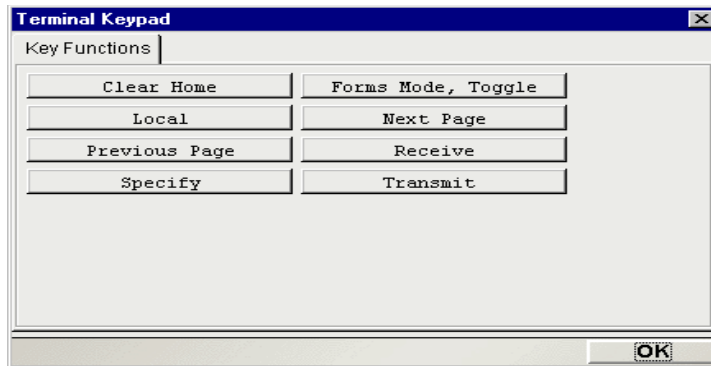 Terminal Keypad
Key Functions
Clear Home
Forms Mode, Toggle
Local
Next Page
Previous Page
Receive
Specify
Transmit
OK